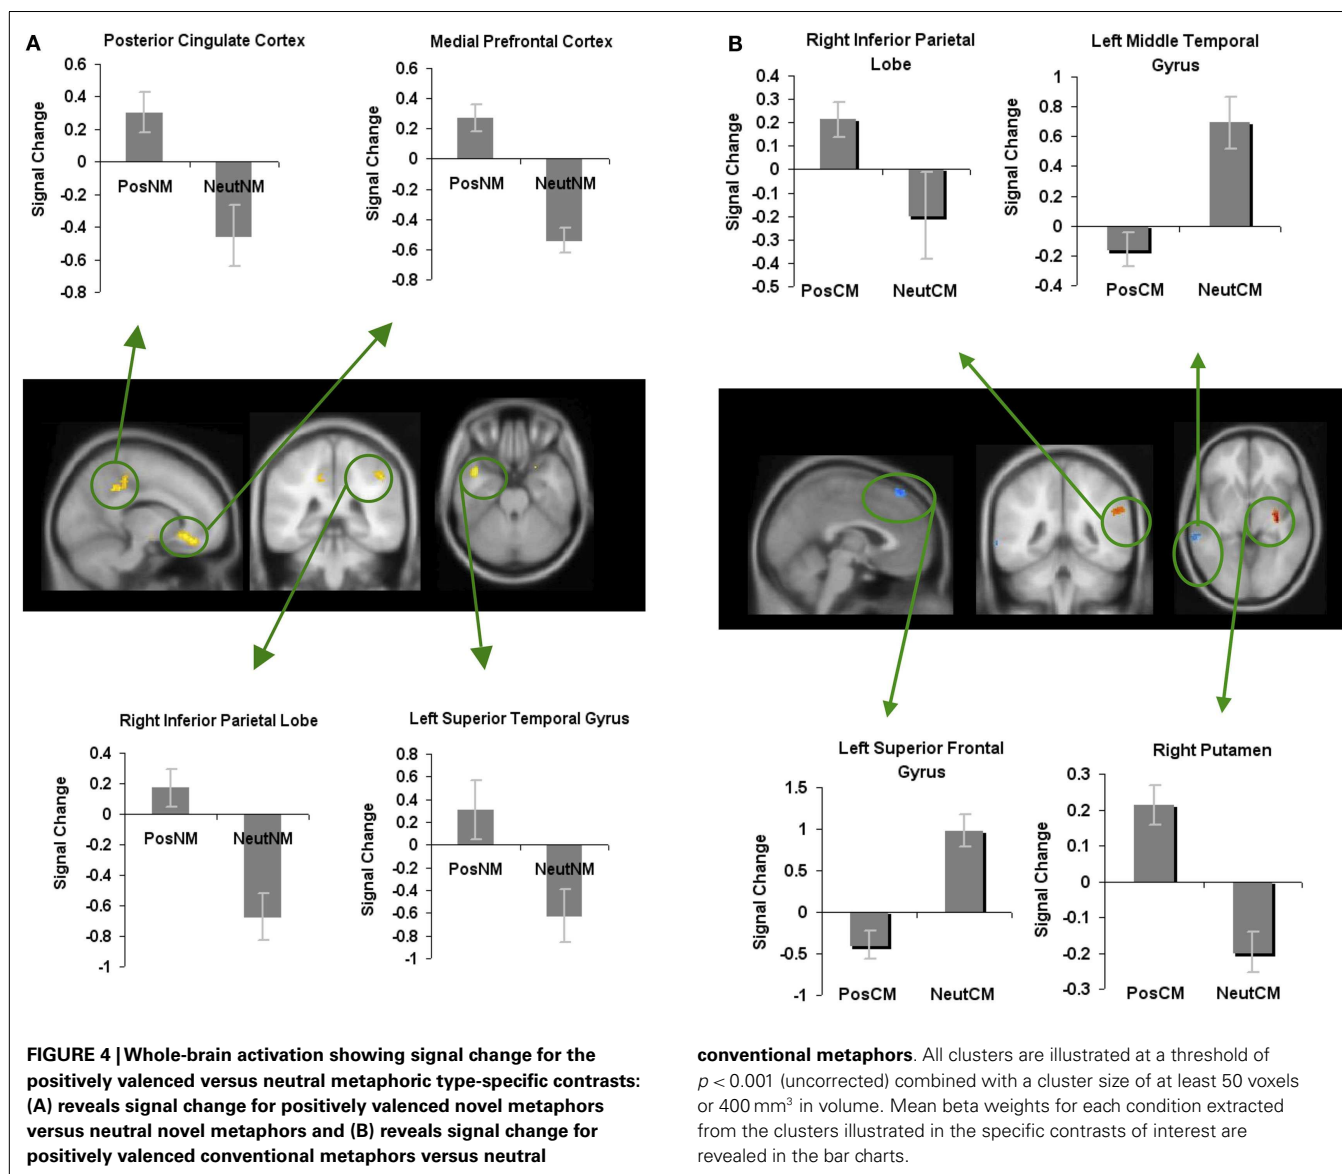 A
Posterior Cingulate Cortex
0.6
0.4
0.2
0
-0.2
-0.4
-0.6
-0.8
Signal Change
PosNM
NeutNM
Medial Prefrontal Cortex
0.6
0.4
0.2
0
-0.2
-0.4
-0.6
-0.8
Signal Change
PosNM
NeutNM
Right Inferior Parietal Lobe
0.4
0.2
0
-0.2
-0.4
-0.6
-0.8
-1
Signal Change
PosNM
NeutNM
Left Superior Temporal Gyrus
0.8
0.6
0.4
0.2
0
-0.2
-0.4
-0.6
-0.8
-1
Signal Change
PosNM
NeutNM
B
Right Inferior Parietal
Lobe
0.4
0.3
0.2
0.1
0
-0.1
-0.2
-0.3
-0.4
-0.5
Signal Change
PosCM
NeutCM
Left Middle Temporal
Gyrus
1
0.8
0.6
0.4
0.2
0
-0.2
-0.4
Signal Change
PosCM
NeutCM
Left Superior Frontal
Gyrus
1.5
1
0.5
0
-0.5
-1
Signal Change
PosCM
NeutCM
Right Putamen
0.3
0.2
0.1
0
-0.1
-0.2
-0.3
Signal Change
PosCM
NeutCM
FIGURE 4 | Whole-brain activation showing signal change for the
positively valenced versus neutral metaphoric type-specific contrasts:
(A) reveals signal change for positively valenced novel metaphors
versus neutral novel metaphors and (B) reveals signal change for
positively valenced conventional metaphors versus neutral
conventional metaphors. All clusters are illustrated at a threshold of
p < 0.001 (uncorrected) combined with a cluster size of at least 50 voxels
or 400 mm³ in volume. Mean beta weights for each condition extracted
from the clusters illustrated in the specific contrasts of interest are
revealed in the bar charts.